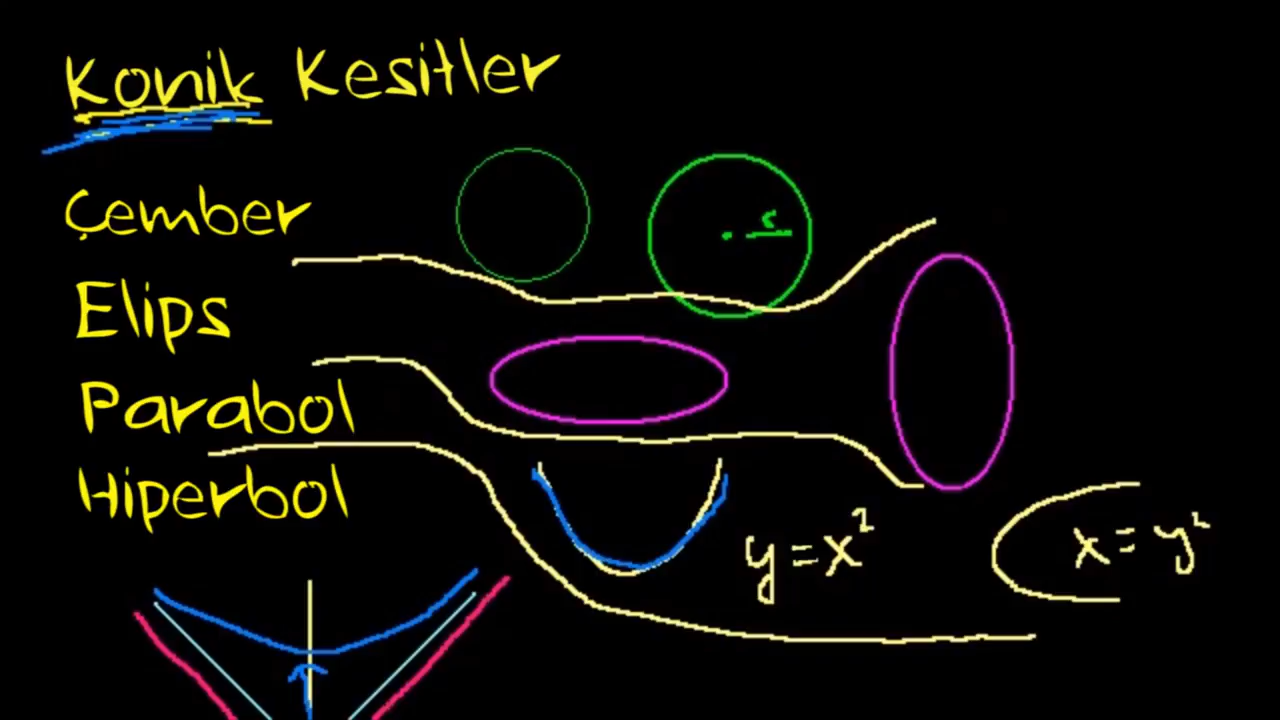 Konik Kesitler
Çember
r
Elips
Parabol
Hiperbol
y = x²
x = y²